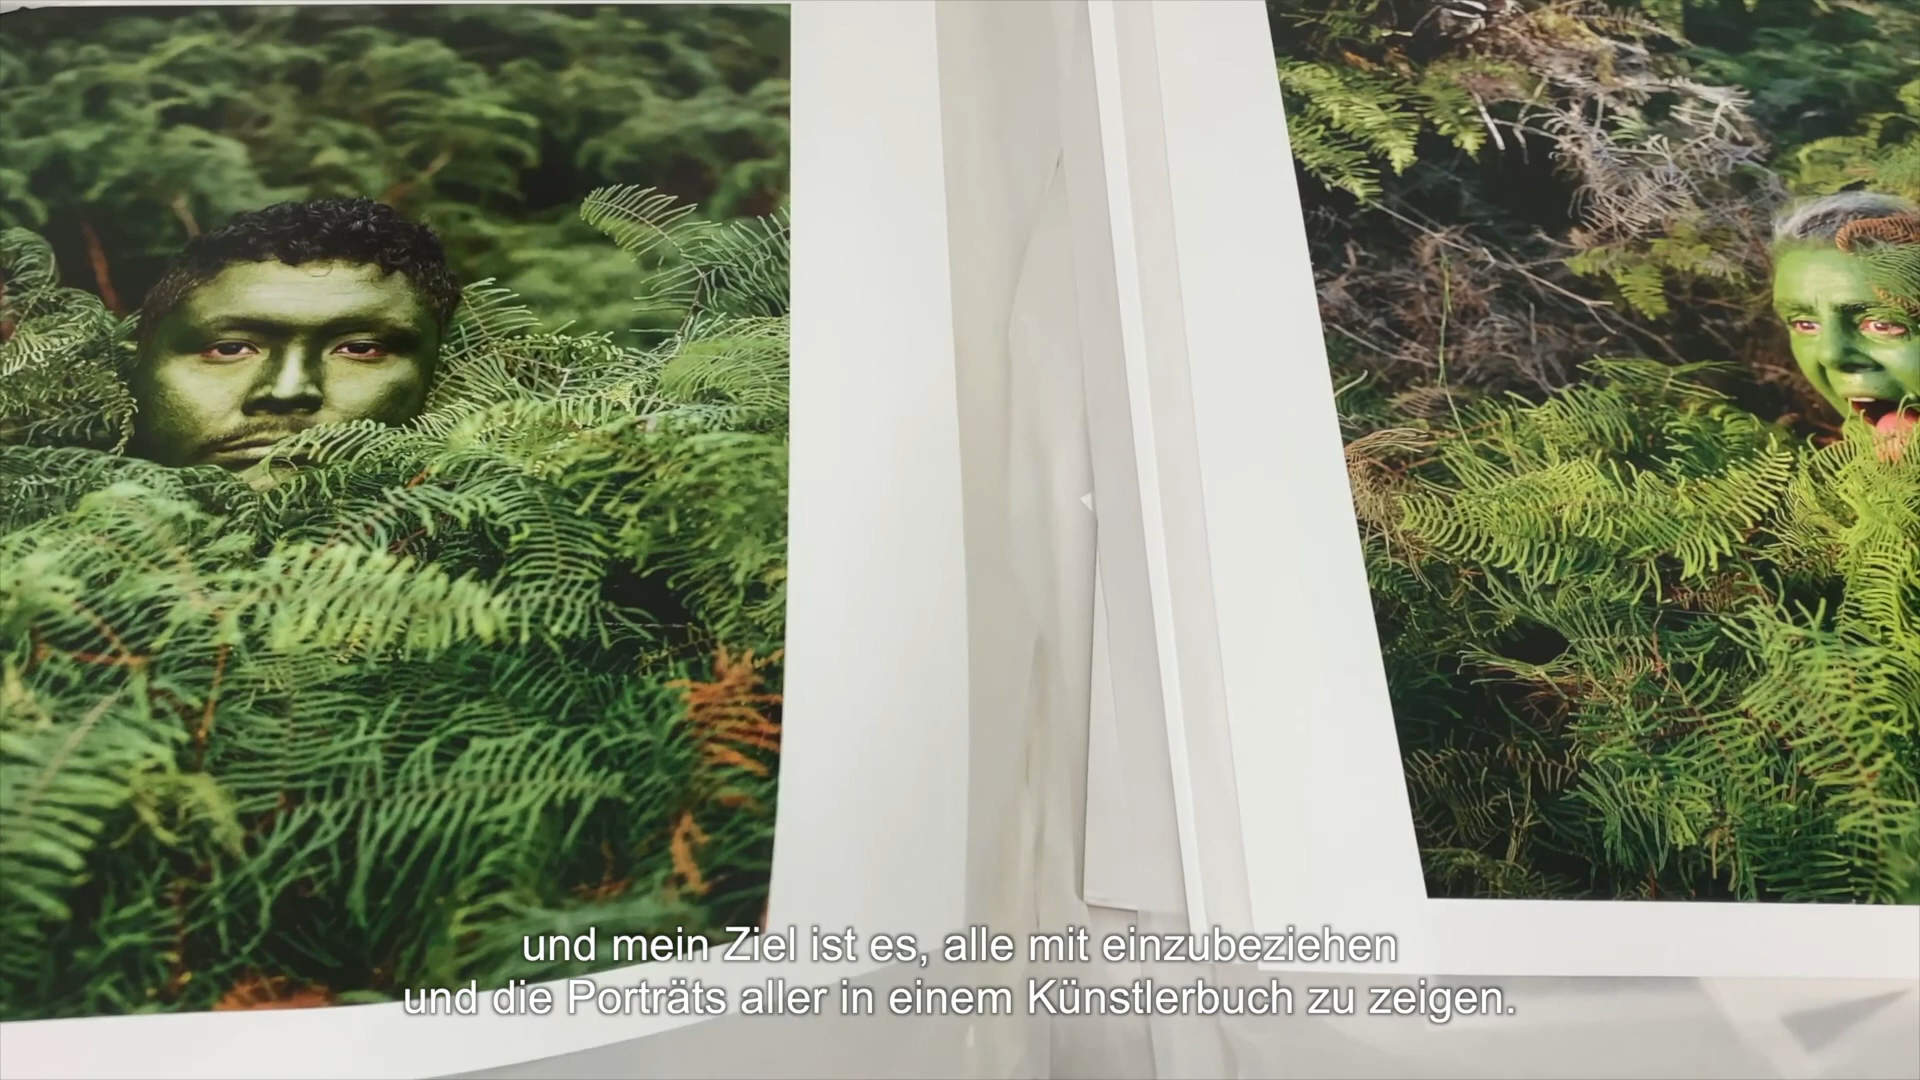 und mein Ziel ist es, alle mit einzubeziehen
und die Porträts aller in einem Künstlerbuch zu zeigen.